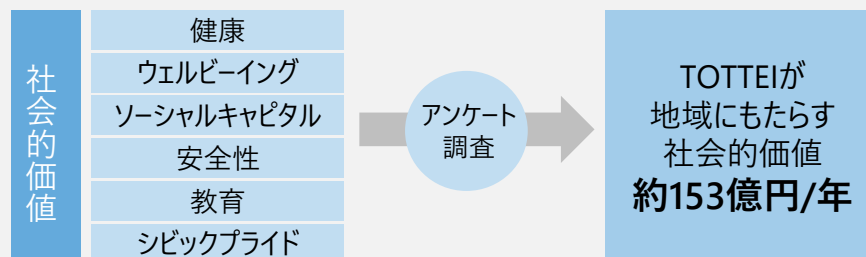 社会的価値
健康
ウェルビーイング
ソーシャルキャピタル
安全性
教育
シビックプライド
アンケート
調査
TOTTEIが
地域にもたらす
社会的価値
約153億円/年